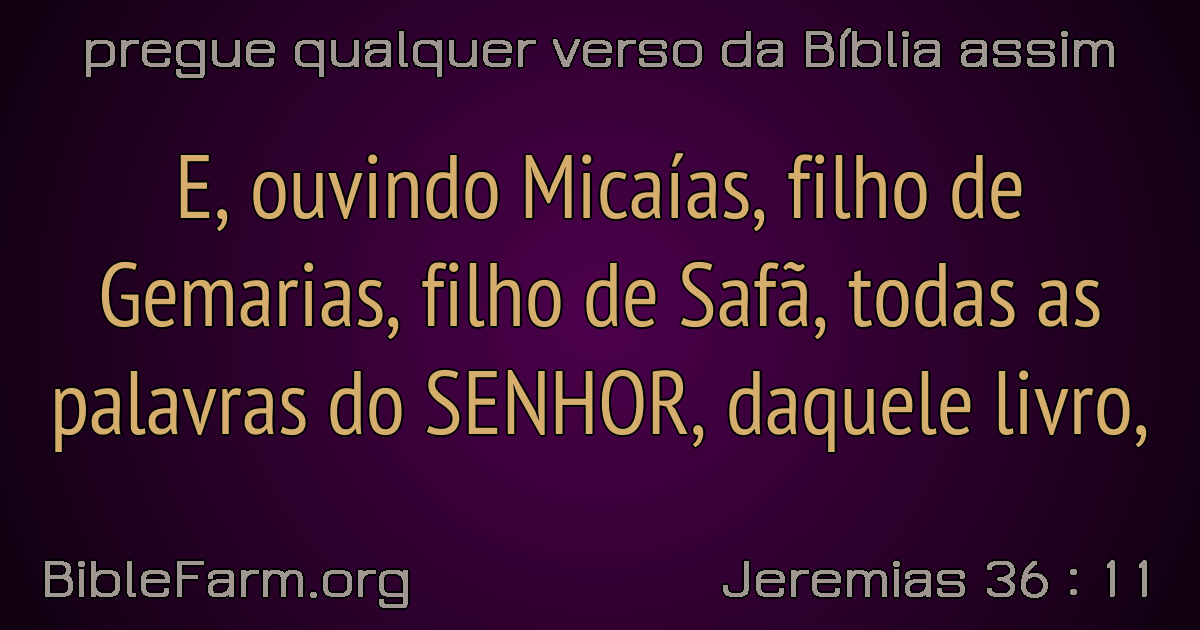 pregue qualquer verso da Bíblia assim
E, ouvindo Micaías, filho de
Gemarias, filho de Safã, todas as
palavras do SENHOR, daquele livro,
BibleFarm.org
Jeremias 36 : 11